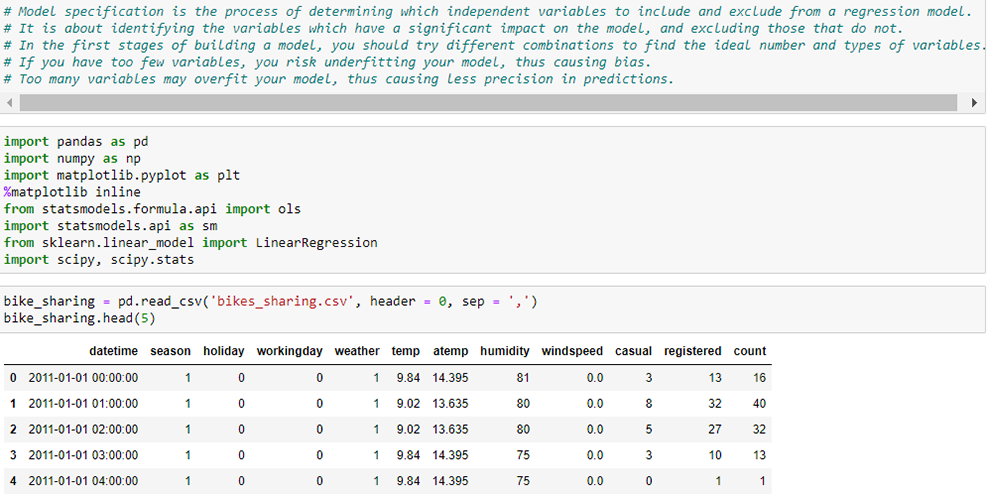 # Model specification is the process of determining which independent variables to include and exclude from a regression model.
# It is about identifying the variables which have a significant impact on the model, and excluding those that do not.
# In the first stages of building a model, you should try different combinations to find the ideal number and types of variables.
# If you have too few variables, you risk underfitting your model, thus causing bias.
# Too many variables may overfit your model, thus causing less precision in predictions.
import pandas as pd
import numpy as np
import matplotlib.pyplot as plt
%matplotlib inline
from statsmodels.formula.api import ols
import statsmodels.api as sm
from sklearn.linear_model import LinearRegression
import scipy, scipy.stats
bike_sharing = pd.read_csv('bikes_sharing.csv', header = 0, sep = ',')
bike_sharing.head(5)
datetime season holiday workingday weather temp atemp humidity windspeed casual registered count
0 2011-01-01 00:00:00 1 0 0 1 9.84 14.395 81 0.0 3 13 16
1 2011-01-01 01:00:00 1 0 0 1 9.02 13.635 80 0.0 8 32 40
2 2011-01-01 02:00:00 1 0 0 1 9.02 13.635 80 0.0 5 27 32
3 2011-01-01 03:00:00 1 0 0 1 9.84 14.395 75 0.0 3 10 13
4 2011-01-01 04:00:00 1 0 0 1 9.84 14.395 75 0.0 0 1 1